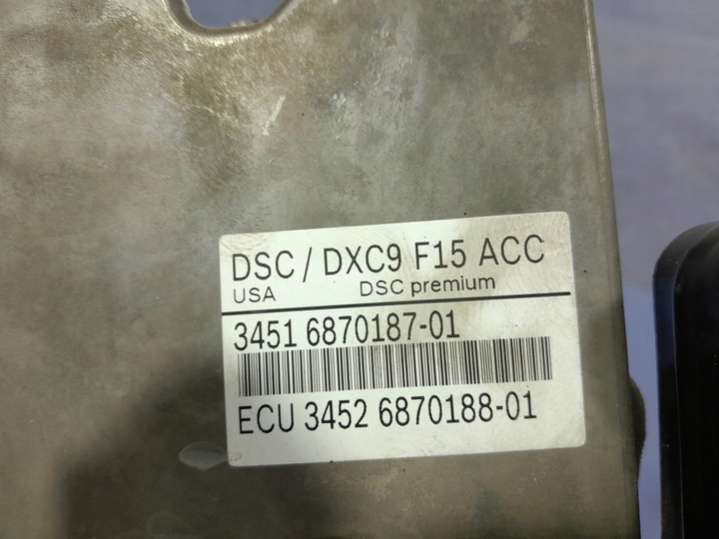 DSC / DXC9 F15 ACC
USA DSC premium
3451 6870187-01
ECU 3452 6870188-01